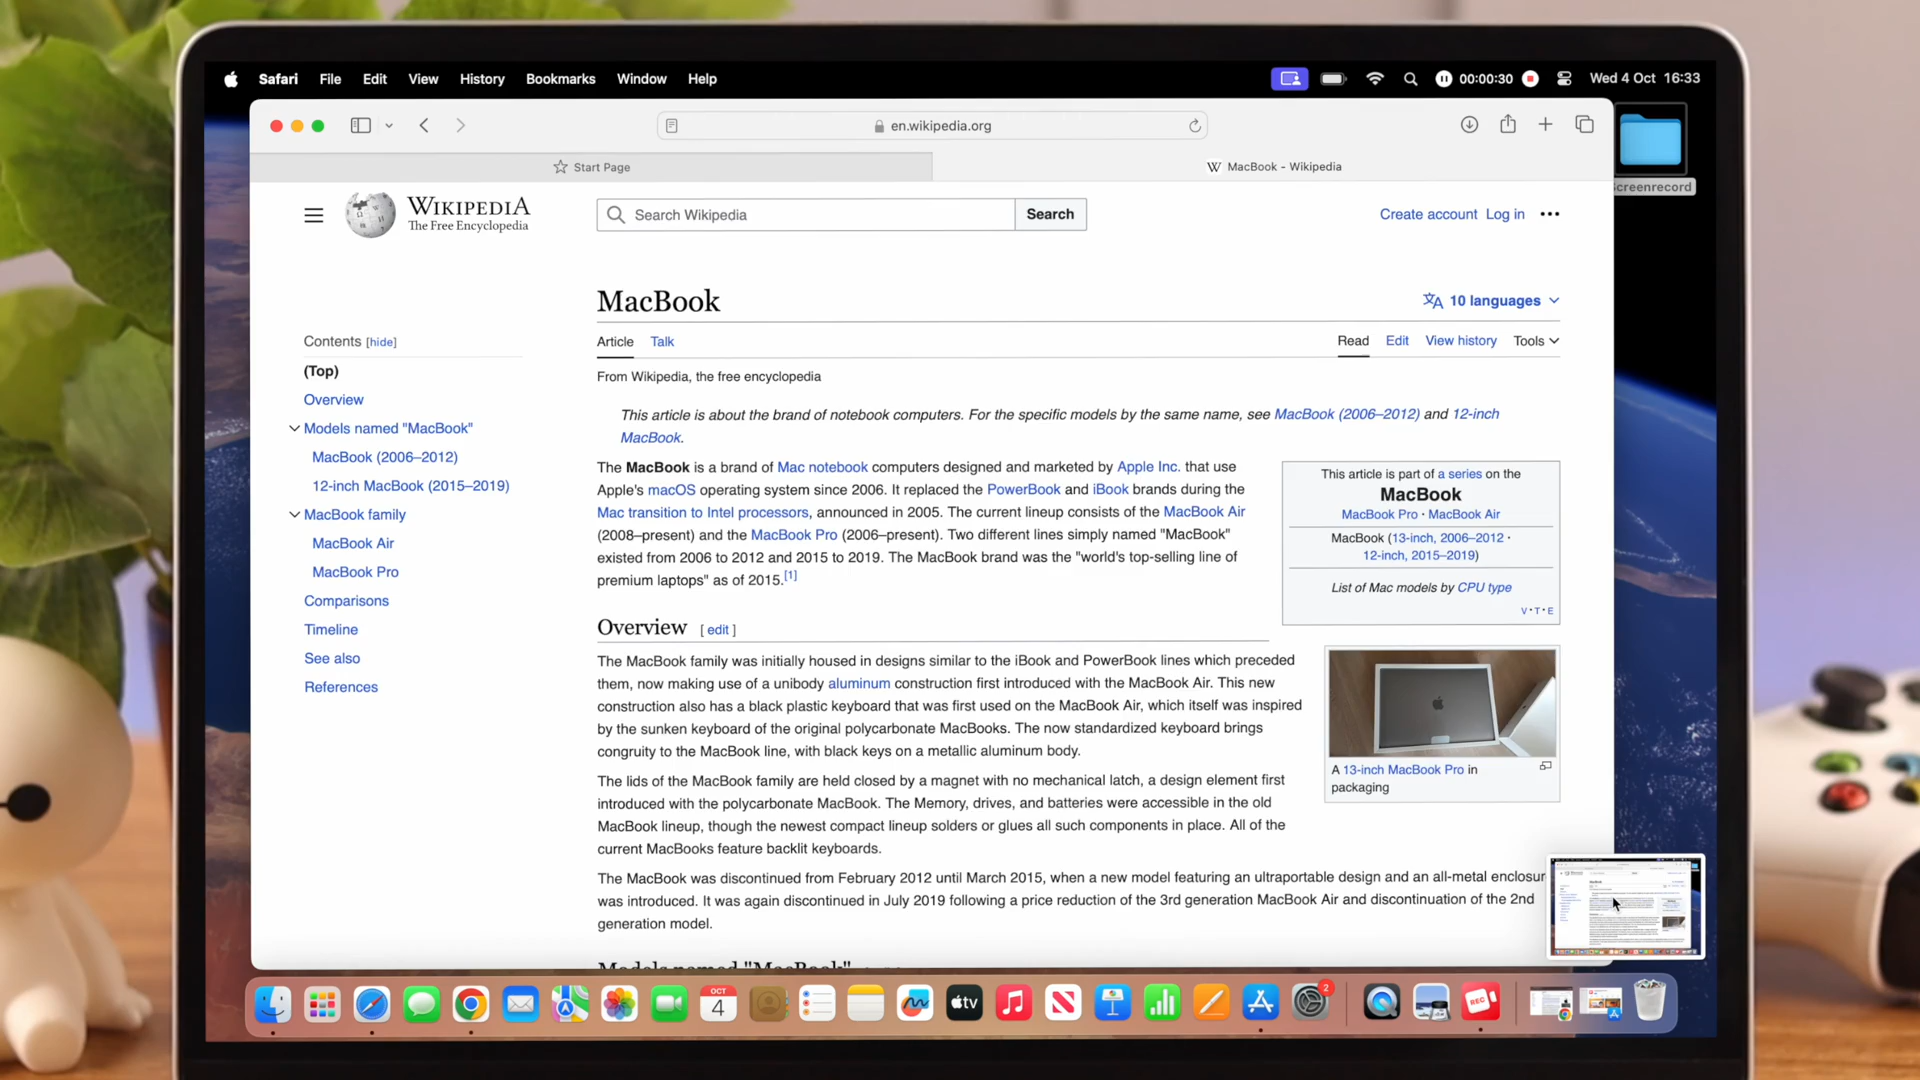 Safari File Edit View History Bookmarks Window Help
00:00:30
Wed 4 Oct 16:33
en.wikipedia.org
Start Page
W MacBook - Wikipedia
WIKIPEDIA
The Free Encyclopedia
Search Wikipedia
Search
Create account Log in
creenrecord
MacBook
10 languages
Article Talk
Read Edit View history Tools
From Wikipedia, the free encyclopedia
Contents [hide]
(Top)
Overview
Models named "MacBook"
MacBook (2006–2012)
12-inch MacBook (2015–2019)
MacBook family
MacBook Air
MacBook Pro
Comparisons
Timeline
See also
References
This article is about the brand of notebook computers. For the specific models by the same name, see MacBook (2006–2012) and 12-inch
MacBook.
The MacBook is a brand of Mac notebook computers designed and marketed by Apple Inc. that use
Apple's macOS operating system since 2006. It replaced the PowerBook and iBook brands during the
Mac transition to Intel processors, announced in 2005. The current lineup consists of the MacBook Air
(2008–present) and the MacBook Pro (2006–present). Two different lines simply named "MacBook"
existed from 2006 to 2012 and 2015 to 2019. The MacBook brand was the "world's top-selling line of
premium laptops" as of 2015.[1]
This article is part of a series on the
MacBook
MacBook Pro · MacBook Air
MacBook (13-inch, 2006–2012 ·
12-inch, 2015–2019)
List of Mac models by CPU type
V·T·E
Overview [ edit ]
The MacBook family was initially housed in designs similar to the iBook and PowerBook lines which preceded
them, now making use of a unibody aluminum construction first introduced with the MacBook Air. This new
construction also has a black plastic keyboard that was first used on the MacBook Air, which itself was inspired
by the sunken keyboard of the original polycarbonate MacBooks. The now standardized keyboard brings
congruity to the MacBook line, with black keys on a metallic aluminum body.
A 13-inch MacBook Pro in
packaging
The lids of the MacBook family are held closed by a magnet with no mechanical latch, a design element first
introduced with the polycarbonate MacBook. The Memory, drives, and batteries were accessible in the old
MacBook lineup, though the newest compact lineup solders or glues all such components in place. All of the
current MacBooks feature backlit keyboards.
The MacBook was discontinued from February 2012 until March 2015, when a new model featuring an ultraportable design and an all-metal enclosur
was introduced. It was again discontinued in July 2019 following a price reduction of the 3rd generation MacBook Air and discontinuation of the 2nd
generation model.
Models named "MacBook"
OCT
4
tv
2
REC